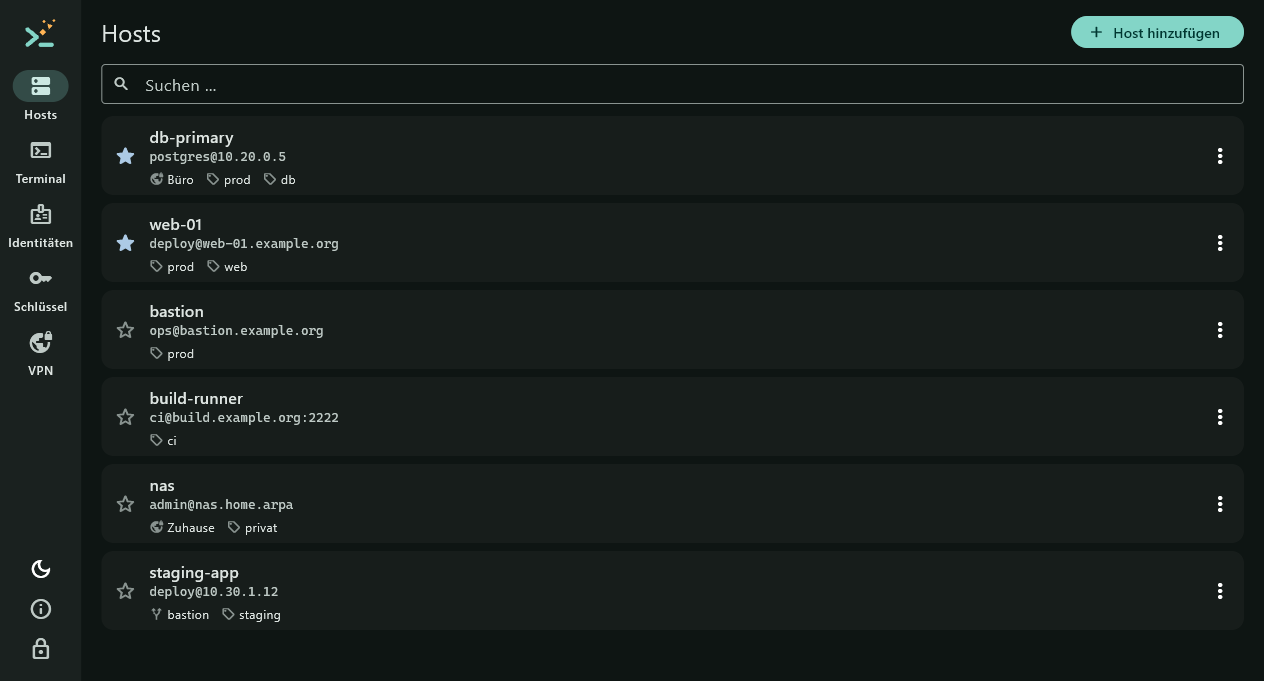 Hosts
Host hinzufügen
Suchen ...
Hosts
Terminal
Identitäten
Schlüssel
VPN
db-primary
postgres@10.20.0.5
Büro prod db
web-01
deploy@web-01.example.org
prod web
bastion
ops@bastion.example.org
prod
build-runner
ci@build.example.org:2222
ci
nas
admin@nas.home.arpa
Zuhause privat
staging-app
deploy@10.30.1.12
bastion staging